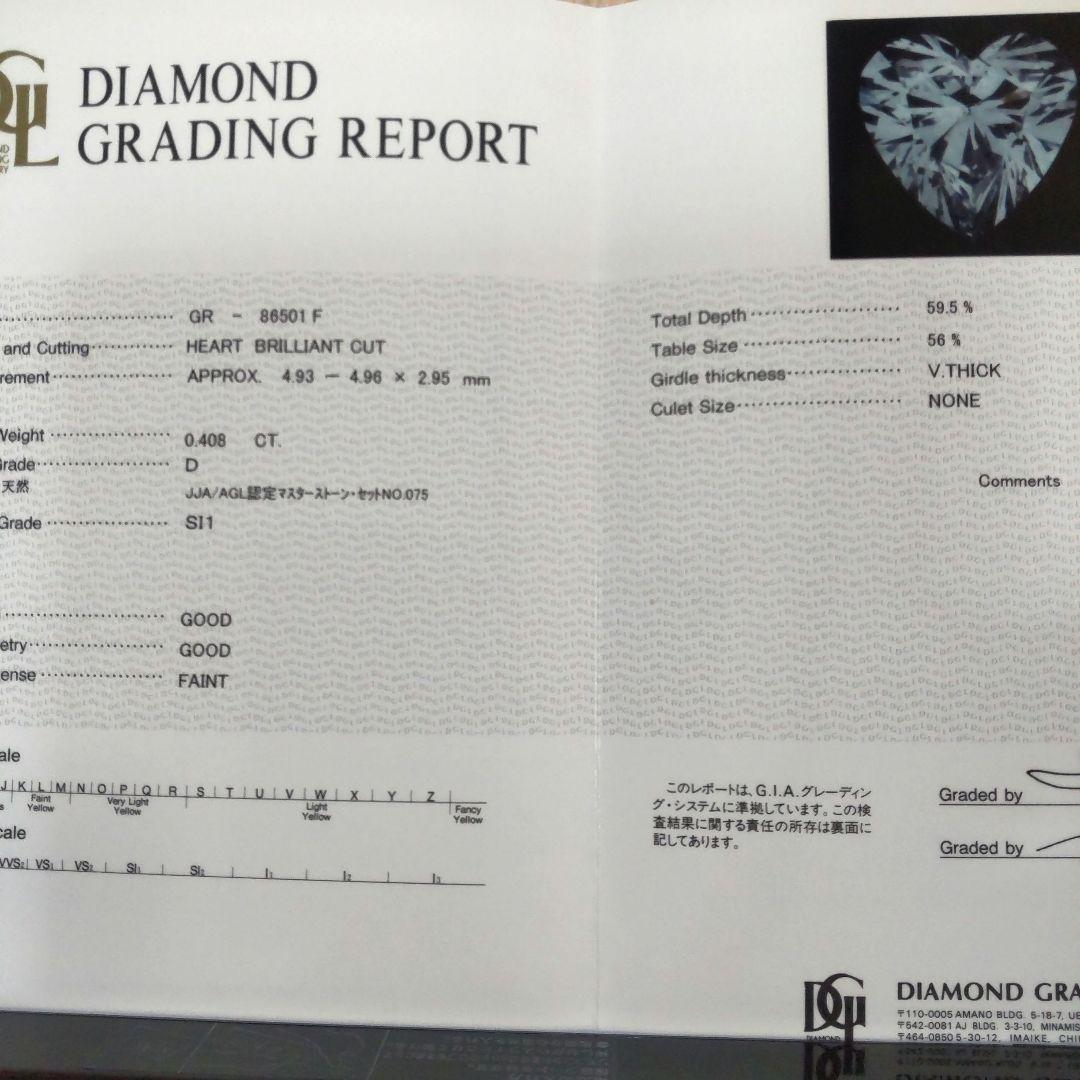 DIAMOND
GRADING REPORT
GR - 86501 F
and Cutting HEART BRILLIANT CUT
rement APPROX. 4.93 - 4.96 × 2.95 mm
Weight 0.408 CT.
Grade D
天然 JJA/AGL認定マスターストーン・セットNO.075
Grade SI1
GOOD
etry GOOD
ense FAINT
ale
J K L M N O P Q R S T U V W X Y Z
Faint Yellow
Very Light Yellow
Light Yellow
Fancy Yellow
cale
VVS2 VS1 VS2 SI1 SI2 I1 I2 I3
Total Depth 59.5 %
Table Size 56 %
Girdle thickness V.THICK
Culet Size NONE
Comments
このレポートは、G.I.A.グレーディン
グ・システムに準拠しています。この検
査結果に関する責任の所存は裏面に
記してあります。
Graded by
Graded by
DIAMOND GRA
〒110-0005 AMANO BLDG. 5-18-7, UE
〒542-0081 AJ BLDG. 3-3-10, MINAMIS
〒464-0850 5-30-12, IMAIKE, CHI